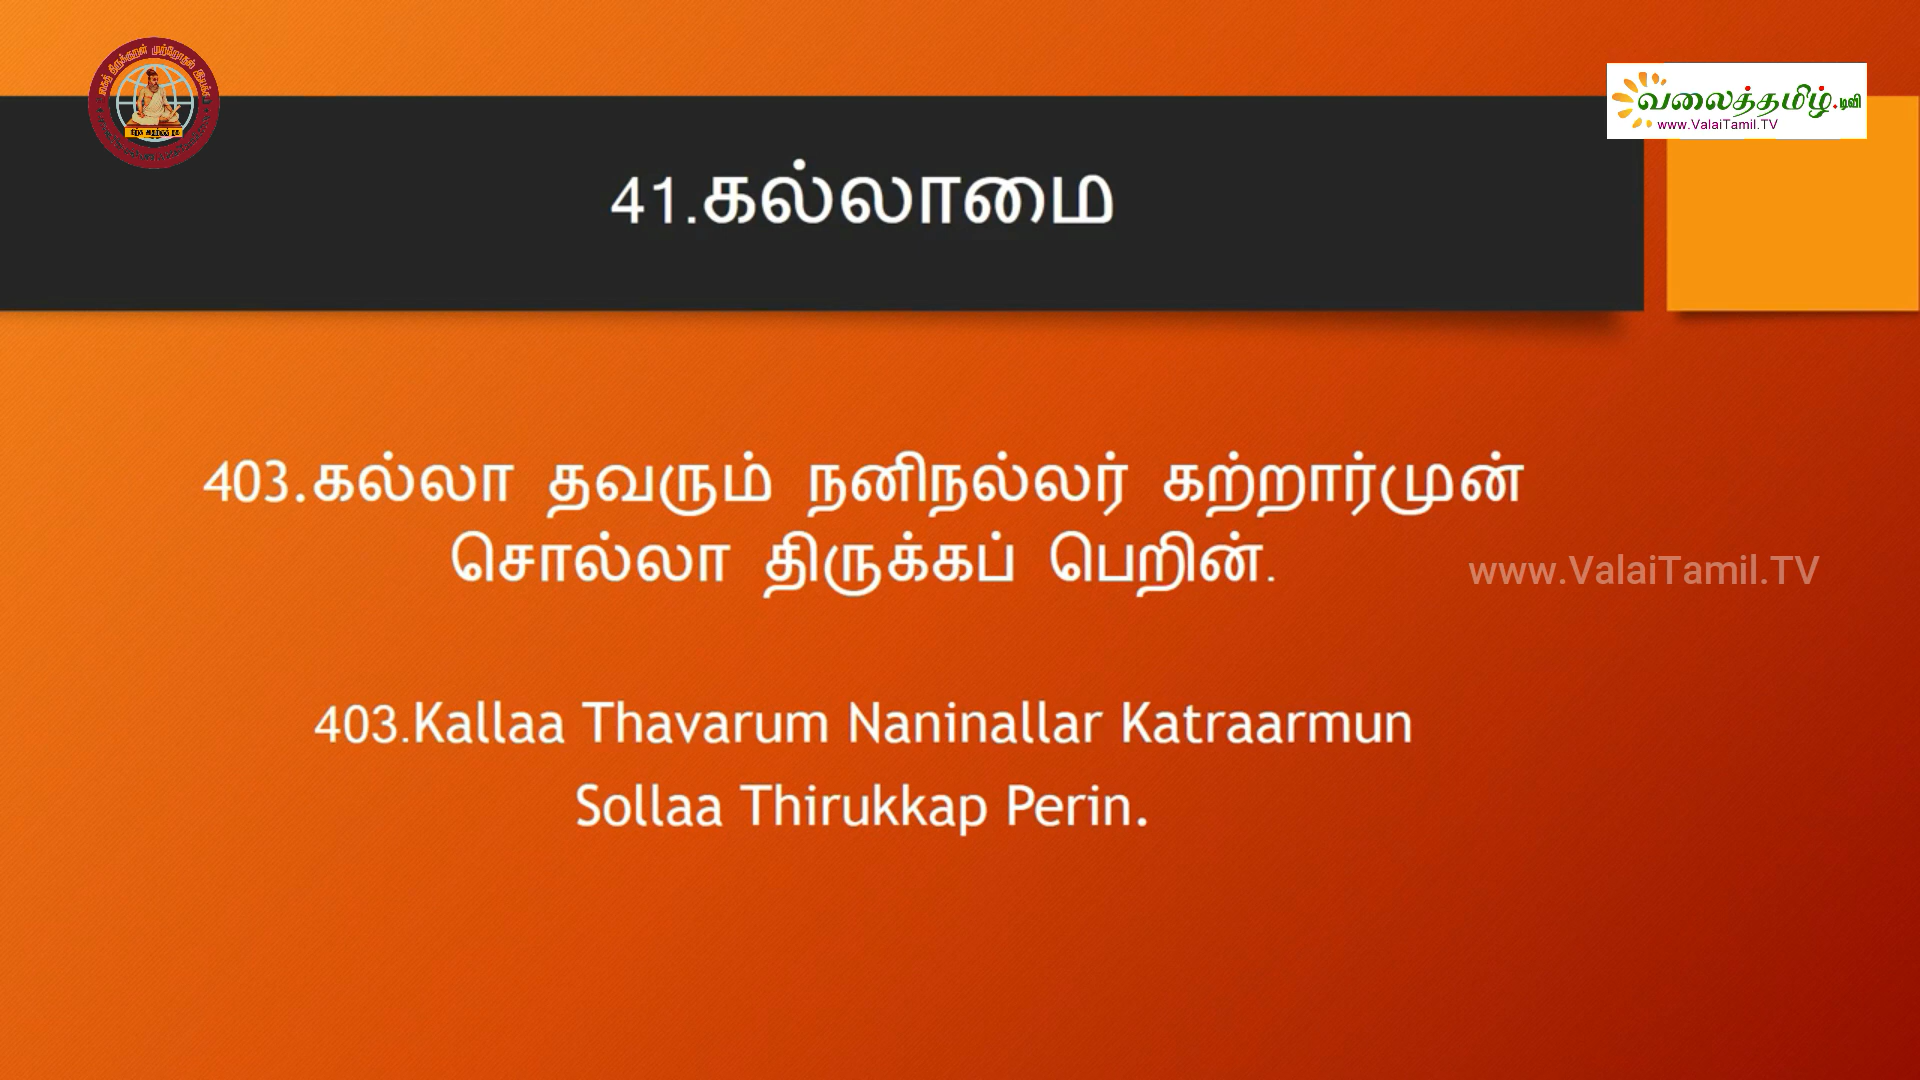 வலைத்தமிழ்.டிவி
www.ValaiTamil.TV
41.கல்லாமை
403.கல்லா தவரும் நனிநல்லர் கற்றார்முன்
சொல்லா திருக்கப் பெறின்.
www.ValaiTamil.TV
403.Kallaa Thavarum Naninallar Katraarmun
Sollaa Thirukkap Perin.